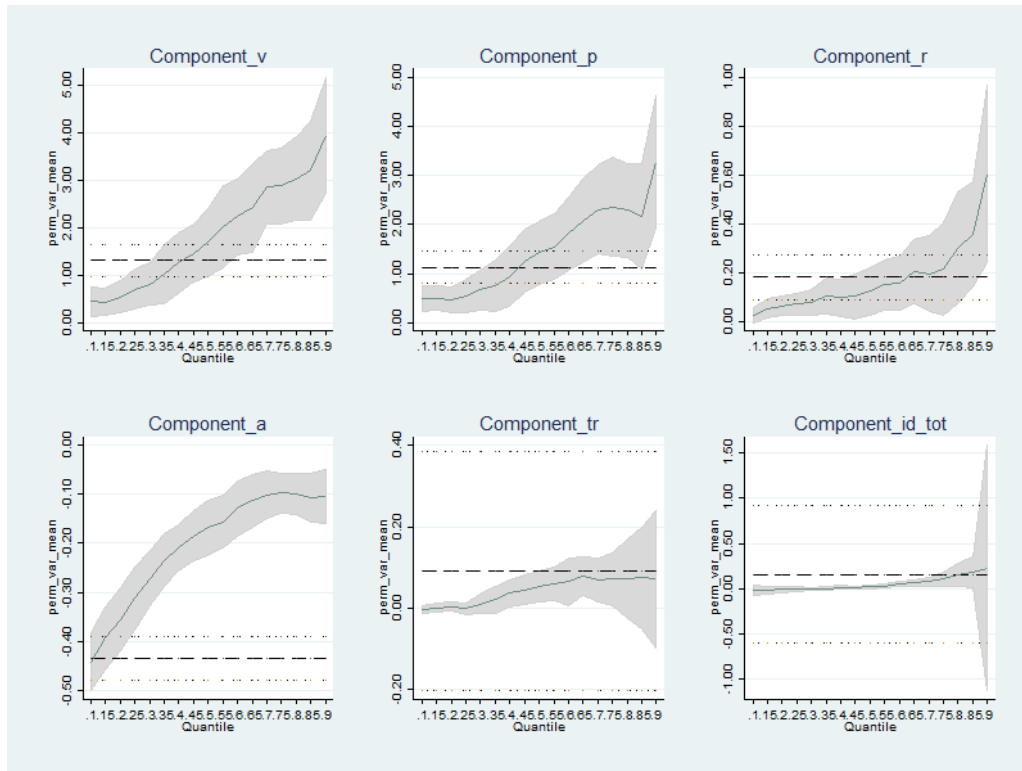 Component_v
perm_var_mean
5.00
4.00
3.00
2.00
1.00
0.00
.1.15.2.25.3.35.4.45.5.55.6.65.7.75.8.85.9
Quantile
Component_p
perm_var_mean
5.00
4.00
3.00
2.00
1.00
0.00
.1.15.2.25.3.35.4.45.5.55.6.65.7.75.8.85.9
Quantile
Component_r
perm_var_mean
1.00
0.80
0.60
0.40
0.20
0.00
.1.15.2.25.3.35.4.45.5.55.6.65.7.75.8.85.9
Quantile
Component_a
perm_var_mean
0.00
-0.10
-0.20
-0.30
-0.40
-0.50
.1.15.2.25.3.35.4.45.5.55.6.65.7.75.8.85.9
Quantile
Component_tr
perm_var_mean
0.40
0.20
0.00
-0.20
.1.15.2.25.3.35.4.45.5.55.6.65.7.75.8.85.9
Quantile
Component_id_tot
perm_var_mean
1.50
1.00
0.50
0.00
-0.50
-1.00
.1.15.2.25.3.35.4.45.5.55.6.65.7.75.8.85.9
Quantile